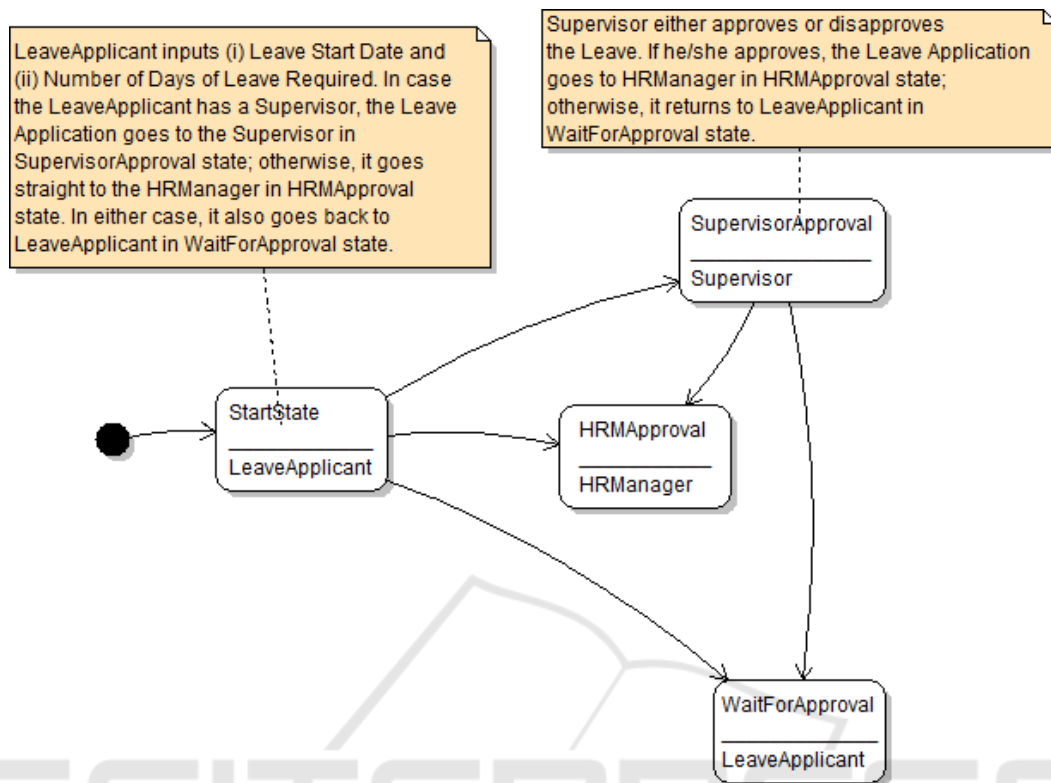 LeaveApplicant inputs (i) Leave Start Date and
(ii) Number of Days of Leave Required. In case
the LeaveApplicant has a Supervisor, the Leave
Application goes to the Supervisor in
SupervisorApproval state; otherwise, it goes
straight to the HRManager in HRMApproval
state. In either case, it also goes back to
LeaveApplicant in WaitForApproval state.
Supervisor either approves or disapproves
the Leave. If he/she approves, the Leave Application
goes to HRManager in HRMApproval state;
otherwise, it returns to LeaveApplicant in
WaitForApproval state.
SupervisorApproval
Supervisor
StartState
LeaveApplicant
HRMApproval
HRManager
WaitForApproval
LeaveApplicant